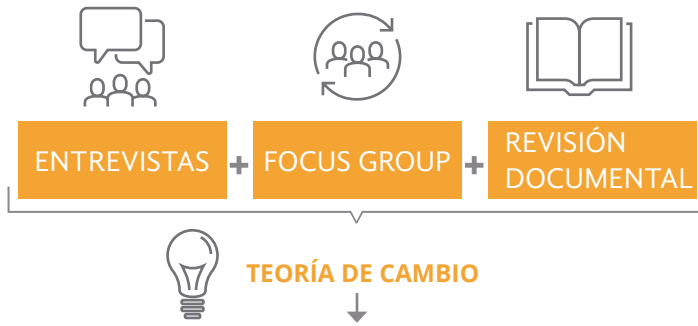 ENTREVISTAS + FOCUS GROUP + REVISIÓN
DOCUMENTAL
TEORÍA DE CAMBIO